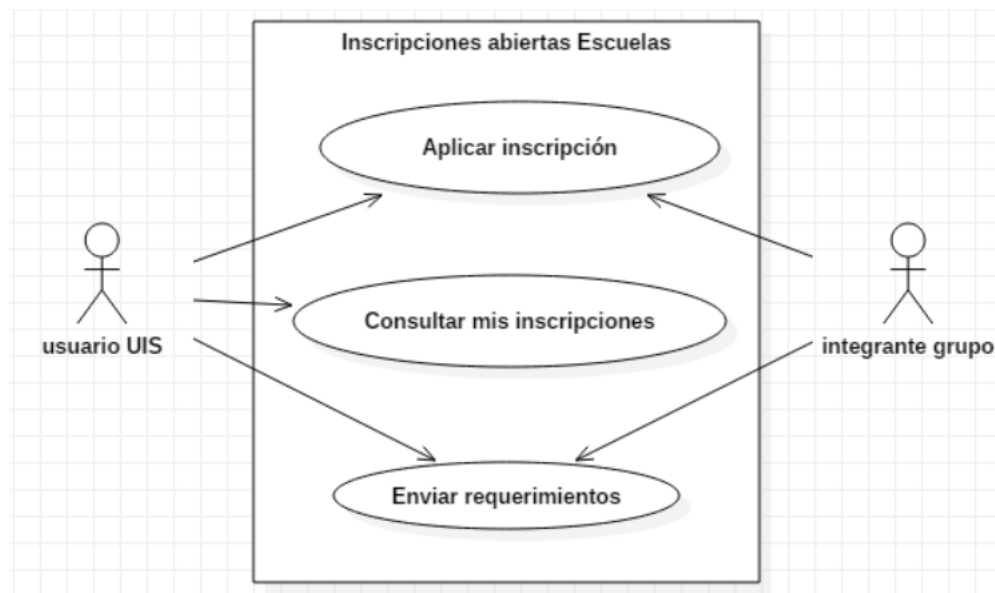 Inscripciones abiertas Escuelas
Aplicar inscripción
Consultar mis inscripciones
usuario UIS
integrante grupo
Enviar requerimientos